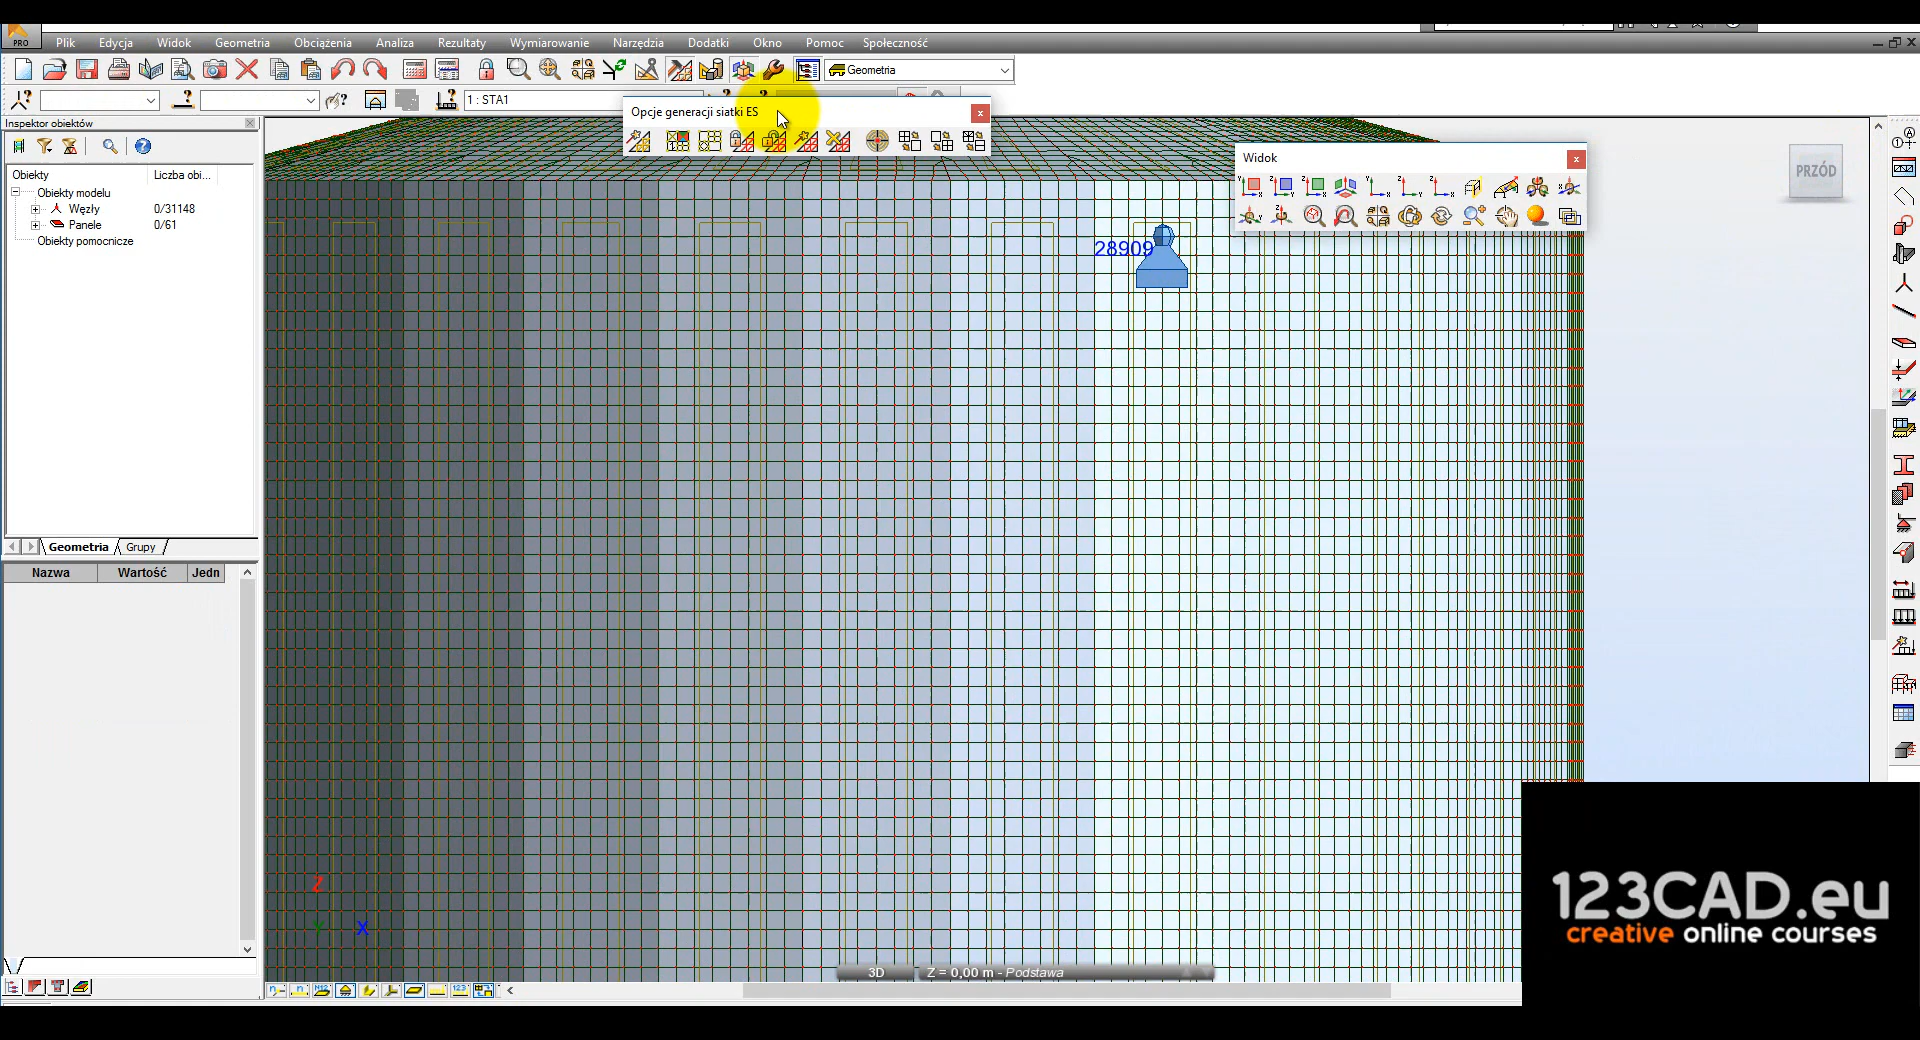 PRO
Plik Edycja Widok Geometria Obciążenia Analiza Rezultaty Wymiarowanie Narzędzia Dodatki Okno Pomoc Społeczność
Geometria
1 : STA1
Opcje generacji siatki ES
Inspektor obiektów
Obiekty Liczba obi...
Obiekty modelu
Węzły 0/31148
Panele 0/61
Obiekty pomocnicze
Geometria Grupy
Nazwa Wartość Jedn
Widok
PRZÓD
28909
Z
Y X
3D Z = 0,00 m - Podstawa
123CAD.eu
creative online courses